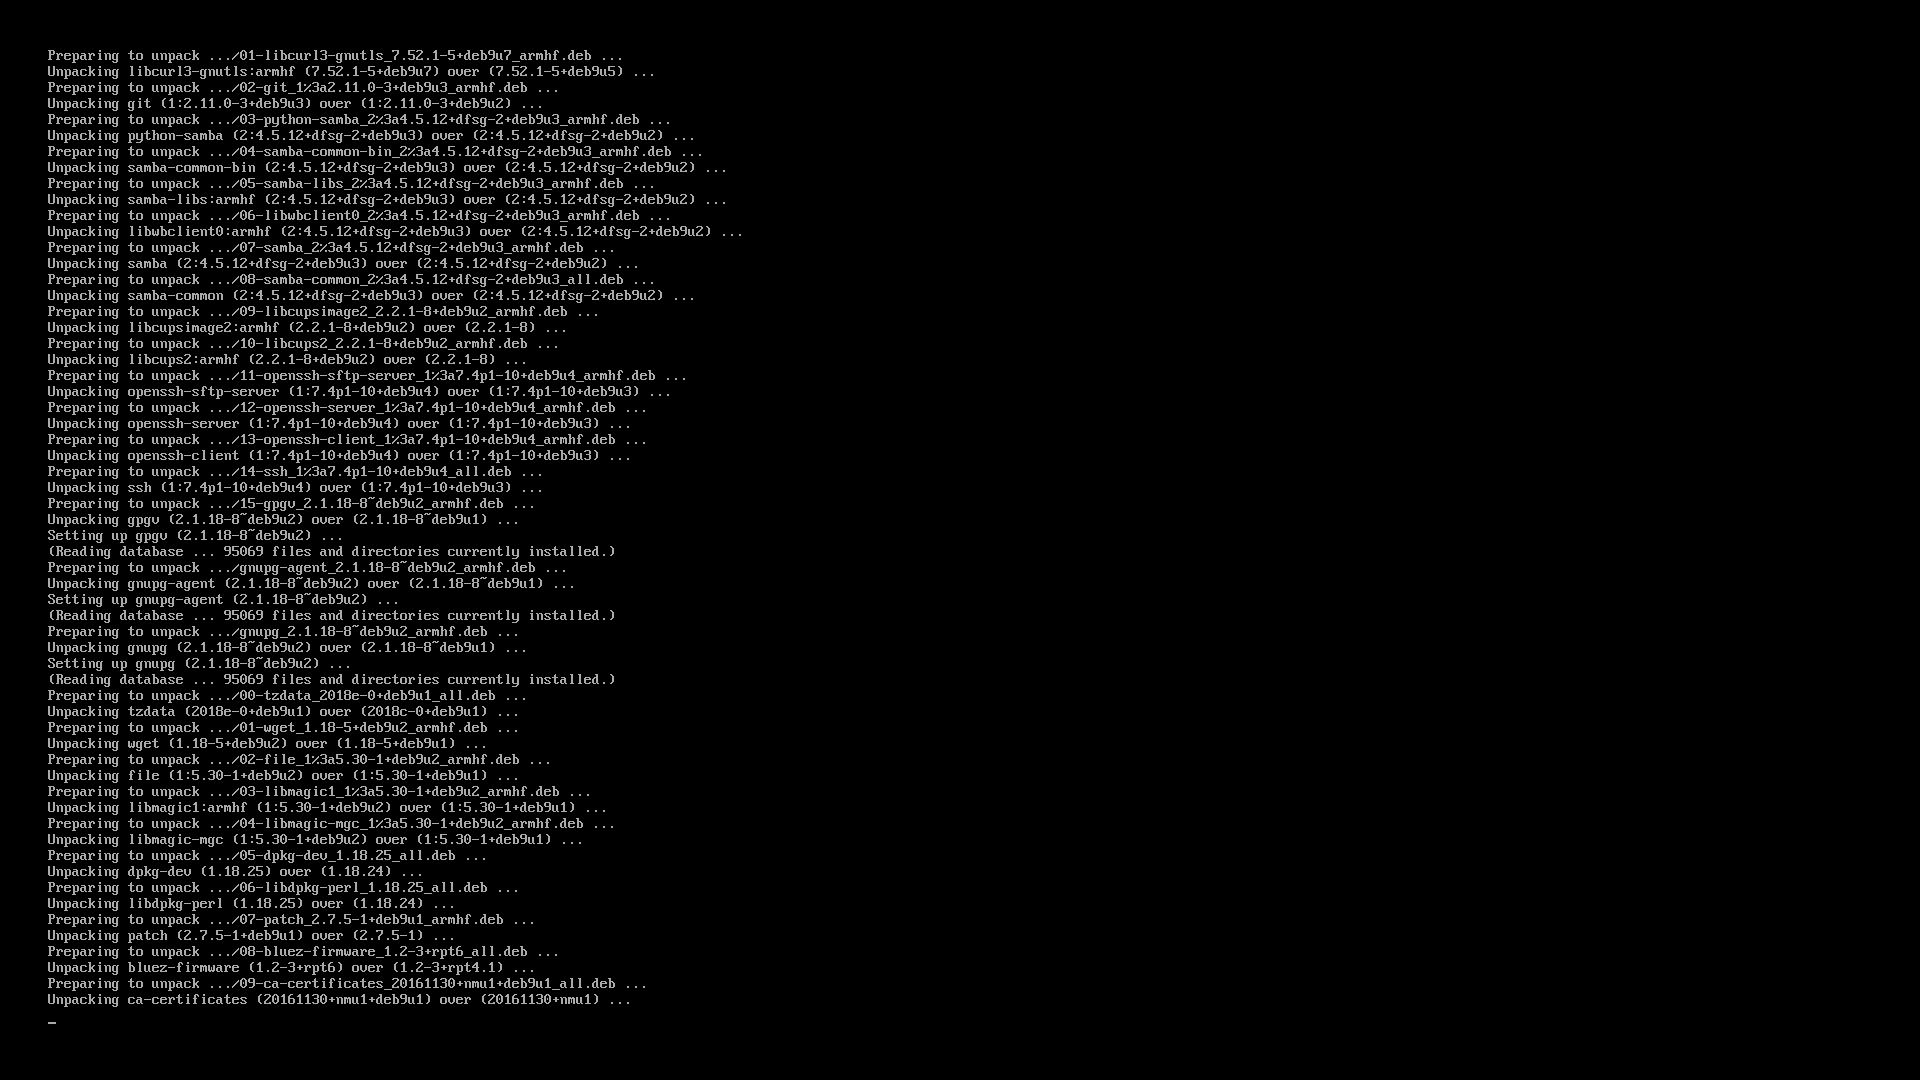 Preparing to unpack .../01-libcurl3-gnutls_7.52.1-5+deb9u7_armhf.deb ...
Unpacking libcurl3-gnutls:armhf (7.52.1-5+deb9u7) over (7.52.1-5+deb9u5) ...
Preparing to unpack .../02-git_1%3a2.11.0-3+deb9u3_armhf.deb ...
Unpacking git (1:2.11.0-3+deb9u3) over (1:2.11.0-3+deb9u2) ...
Preparing to unpack .../03-python-samba_2%3a4.5.12+dfsg-2+deb9u3_armhf.deb ...
Unpacking python-samba (2:4.5.12+dfsg-2+deb9u3) over (2:4.5.12+dfsg-2+deb9u2) ...
Preparing to unpack .../04-samba-common-bin_2%3a4.5.12+dfsg-2+deb9u3_armhf.deb ...
Unpacking samba-common-bin (2:4.5.12+dfsg-2+deb9u3) over (2:4.5.12+dfsg-2+deb9u2) ...
Preparing to unpack .../05-samba-libs_2%3a4.5.12+dfsg-2+deb9u3_armhf.deb ...
Unpacking samba-libs:armhf (2:4.5.12+dfsg-2+deb9u3) over (2:4.5.12+dfsg-2+deb9u2) ...
Preparing to unpack .../06-libwbclient0_2%3a4.5.12+dfsg-2+deb9u3_armhf.deb ...
Unpacking libwbclient0:armhf (2:4.5.12+dfsg-2+deb9u3) over (2:4.5.12+dfsg-2+deb9u2) ...
Preparing to unpack .../07-samba_2%3a4.5.12+dfsg-2+deb9u3_armhf.deb ...
Unpacking samba (2:4.5.12+dfsg-2+deb9u3) over (2:4.5.12+dfsg-2+deb9u2) ...
Preparing to unpack .../08-samba-common_2%3a4.5.12+dfsg-2+deb9u3_all.deb ...
Unpacking samba-common (2:4.5.12+dfsg-2+deb9u3) over (2:4.5.12+dfsg-2+deb9u2) ...
Preparing to unpack .../09-libcupsimage2_2.2.1-8+deb9u2_armhf.deb ...
Unpacking libcupsimage2:armhf (2.2.1-8+deb9u2) over (2.2.1-8) ...
Preparing to unpack .../10-libcups2_2.2.1-8+deb9u2_armhf.deb ...
Unpacking libcups2:armhf (2.2.1-8+deb9u2) over (2.2.1-8) ...
Preparing to unpack .../11-openssh-sftp-server_1%3a7.4p1-10+deb9u4_armhf.deb ...
Unpacking openssh-sftp-server (1:7.4p1-10+deb9u4) over (1:7.4p1-10+deb9u3) ...
Preparing to unpack .../12-openssh-server_1%3a7.4p1-10+deb9u4_armhf.deb ...
Unpacking openssh-server (1:7.4p1-10+deb9u4) over (1:7.4p1-10+deb9u3) ...
Preparing to unpack .../13-openssh-client_1%3a7.4p1-10+deb9u4_armhf.deb ...
Unpacking openssh-client (1:7.4p1-10+deb9u4) over (1:7.4p1-10+deb9u3) ...
Preparing to unpack .../14-ssh_1%3a7.4p1-10+deb9u4_all.deb ...
Unpacking ssh (1:7.4p1-10+deb9u4) over (1:7.4p1-10+deb9u3) ...
Preparing to unpack .../15-gpgv_2.1.18-8~deb9u2_armhf.deb ...
Unpacking gpgv (2.1.18-8~deb9u2) over (2.1.18-8~deb9u1) ...
Setting up gpgv (2.1.18-8~deb9u2) ...
(Reading database ... 95069 files and directories currently installed.)
Preparing to unpack .../gnupg-agent_2.1.18-8~deb9u2_armhf.deb ...
Unpacking gnupg-agent (2.1.18-8~deb9u2) over (2.1.18-8~deb9u1) ...
Setting up gnupg-agent (2.1.18-8~deb9u2) ...
(Reading database ... 95069 files and directories currently installed.)
Preparing to unpack .../gnupg_2.1.18-8~deb9u2_armhf.deb ...
Unpacking gnupg (2.1.18-8~deb9u2) over (2.1.18-8~deb9u1) ...
Setting up gnupg (2.1.18-8~deb9u2) ...
(Reading database ... 95069 files and directories currently installed.)
Preparing to unpack .../00-tzdata_2018e-0+deb9u1_all.deb ...
Unpacking tzdata (2018e-0+deb9u1) over (2018c-0+deb9u1) ...
Preparing to unpack .../01-wget_1.18-5+deb9u2_armhf.deb ...
Unpacking wget (1.18-5+deb9u2) over (1.18-5+deb9u1) ...
Preparing to unpack .../02-file_1%3a5.30-1+deb9u2_armhf.deb ...
Unpacking file (1:5.30-1+deb9u2) over (1:5.30-1+deb9u1) ...
Preparing to unpack .../03-libmagic1_1%3a5.30-1+deb9u2_armhf.deb ...
Unpacking libmagic1:armhf (1:5.30-1+deb9u2) over (1:5.30-1+deb9u1) ...
Preparing to unpack .../04-libmagic-mgc_1%3a5.30-1+deb9u2_armhf.deb ...
Unpacking libmagic-mgc (1:5.30-1+deb9u2) over (1:5.30-1+deb9u1) ...
Preparing to unpack .../05-dpkg-dev_1.18.25_all.deb ...
Unpacking dpkg-dev (1.18.25) over (1.18.24) ...
Preparing to unpack .../06-libdpkg-perl_1.18.25_all.deb ...
Unpacking libdpkg-perl (1.18.25) over (1.18.24) ...
Preparing to unpack .../07-patch_2.7.5-1+deb9u1_armhf.deb ...
Unpacking patch (2.7.5-1+deb9u1) over (2.7.5-1) ...
Preparing to unpack .../08-bluez-firmware_1.2-3+rpt6_all.deb ...
Unpacking bluez-firmware (1.2-3+rpt6) over (1.2-3+rpt4.1) ...
Preparing to unpack .../09-ca-certificates_20161130+nmu1+deb9u1_all.deb ...
Unpacking ca-certificates (20161130+nmu1+deb9u1) over (20161130+nmu1) ...
_